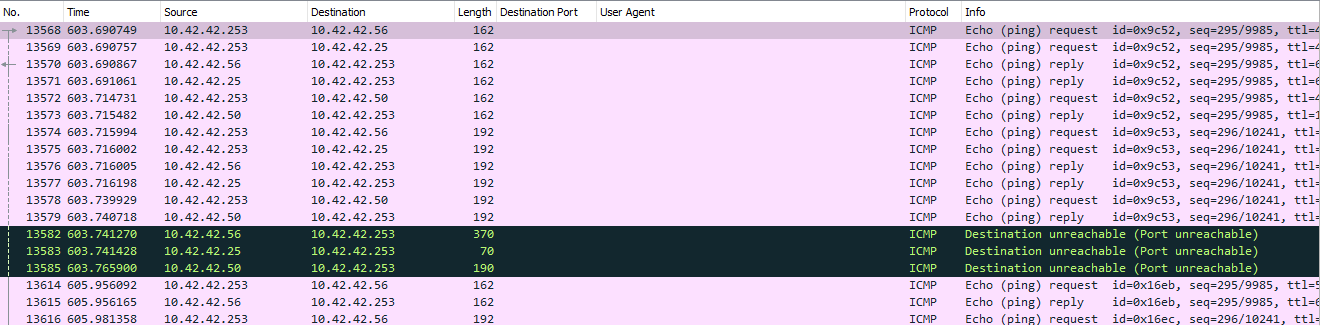 No. Time Source Destination Length Destination Port User Agent Protocol Info
13568 603.690749 10.42.42.253 10.42.42.56 162 ICMP Echo (ping) request id=0x9c52, seq=295/9985, ttl=4
13569 603.690757 10.42.42.253 10.42.42.25 162 ICMP Echo (ping) request id=0x9c52, seq=295/9985, ttl=4
13570 603.690867 10.42.42.56 10.42.42.253 162 ICMP Echo (ping) reply id=0x9c52, seq=295/9985, ttl=6
13571 603.691061 10.42.42.25 10.42.42.253 162 ICMP Echo (ping) reply id=0x9c52, seq=295/9985, ttl=6
13572 603.714731 10.42.42.253 10.42.42.50 162 ICMP Echo (ping) request id=0x9c52, seq=295/9985, ttl=4
13573 603.715482 10.42.42.50 10.42.42.253 162 ICMP Echo (ping) reply id=0x9c52, seq=295/9985, ttl=1
13574 603.715994 10.42.42.253 10.42.42.56 192 ICMP Echo (ping) request id=0x9c53, seq=296/10241, ttl=
13575 603.716002 10.42.42.253 10.42.42.25 192 ICMP Echo (ping) request id=0x9c53, seq=296/10241, ttl=
13576 603.716005 10.42.42.56 10.42.42.253 192 ICMP Echo (ping) reply id=0x9c53, seq=296/10241, ttl=
13577 603.716198 10.42.42.25 10.42.42.253 192 ICMP Echo (ping) reply id=0x9c53, seq=296/10241, ttl=
13578 603.739929 10.42.42.253 10.42.42.50 192 ICMP Echo (ping) request id=0x9c53, seq=296/10241, ttl=
13579 603.740718 10.42.42.50 10.42.42.253 192 ICMP Echo (ping) reply id=0x9c53, seq=296/10241, ttl=
13582 603.741270 10.42.42.56 10.42.42.253 370 ICMP Destination unreachable (Port unreachable)
13583 603.741428 10.42.42.25 10.42.42.253 70 ICMP Destination unreachable (Port unreachable)
13585 603.765900 10.42.42.50 10.42.42.253 190 ICMP Destination unreachable (Port unreachable)
13614 605.956092 10.42.42.253 10.42.42.56 162 ICMP Echo (ping) request id=0x16eb, seq=295/9985, ttl=5
13615 605.956165 10.42.42.56 10.42.42.253 162 ICMP Echo (ping) reply id=0x16eb, seq=295/9985, ttl=6
13616 605.981358 10.42.42.253 10.42.42.56 192 ICMP Echo (ping) request id=0x16ec, seq=296/10241, ttl=